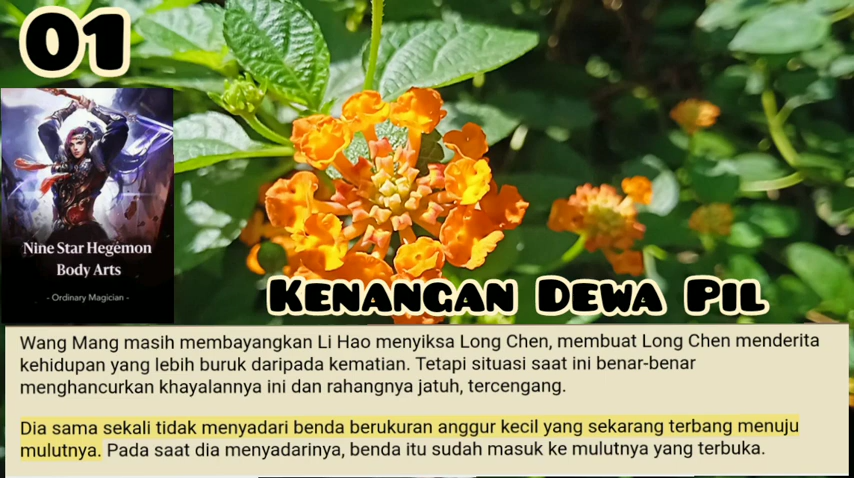 01
Nine Star Hegemon
Body Arts
- Ordinary Magician -
Kenangan Dewa Pil
Wang Mang masih membayangkan Li Hao menyiksa Long Chen, membuat Long Chen menderita
kehidupan yang lebih buruk daripada kematian. Tetapi situasi saat ini benar-benar
menghancurkan khayalannya ini dan rahangnya jatuh, tercengang.
Dia sama sekali tidak menyadari benda berukuran anggur kecil yang sekarang terbang menuju
mulutnya. Pada saat dia menyadarinya, benda itu sudah masuk ke mulutnya yang terbuka.